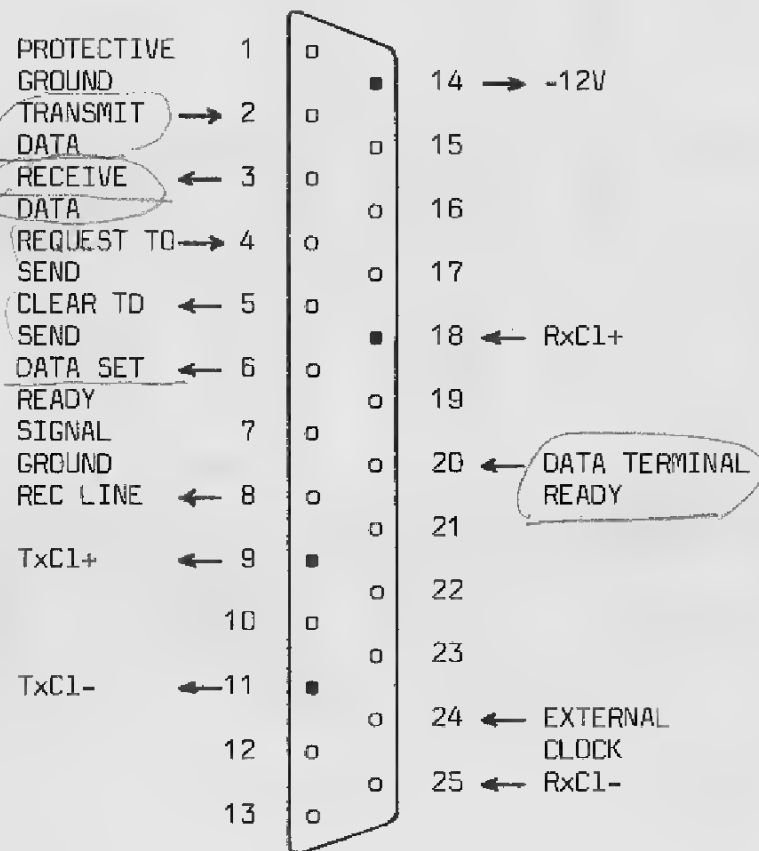 PROTECTIVE 1
GROUND
14 → -12V
TRANSMIT → 2
DATA
15
RECEIVE ← 3
DATA
16
REQUEST TO → 4
SEND
17
CLEAR TO ← 5
SEND
18 ← RxCl+
DATA SET ← 6
READY
19
SIGNAL 7
GROUND
20 ← DATA TERMINAL
READY
REC LINE ← 8
21
TxCl+ ← 9
22
10
23
TxCl- ← 11
24 ← EXTERNAL
CLOCK
12
25 ← RxCl-
13